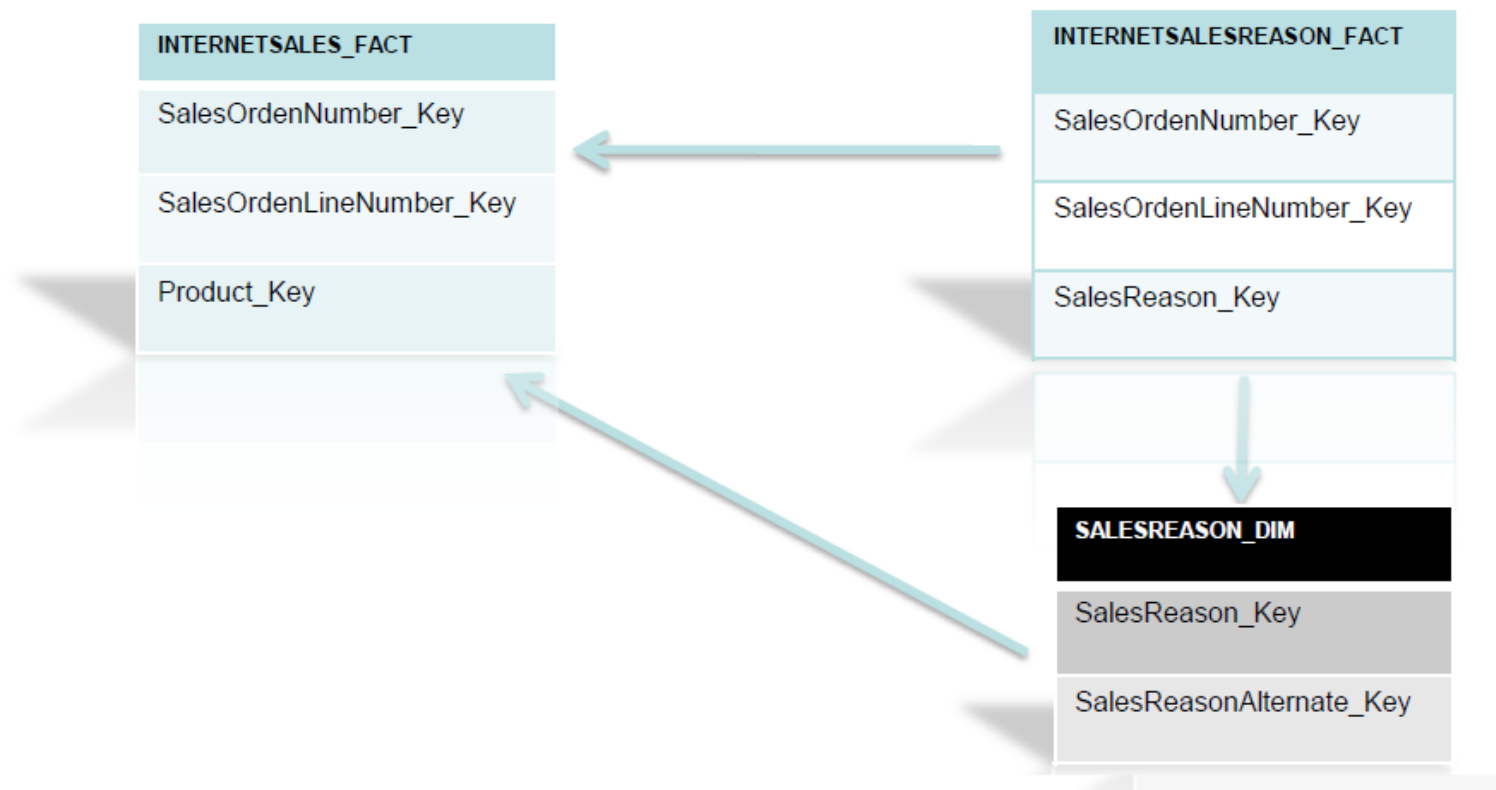 INTERNETSALES_FACT
SalesOrdenNumber_Key
SalesOrdenLineNumber_Key
Product_Key
INTERNETSALESREASON_FACT
SalesOrdenNumber_Key
SalesOrdenLineNumber_Key
SalesReason_Key
SALESREASON_DIM
SalesReason_Key
SalesReasonAlternate_Key